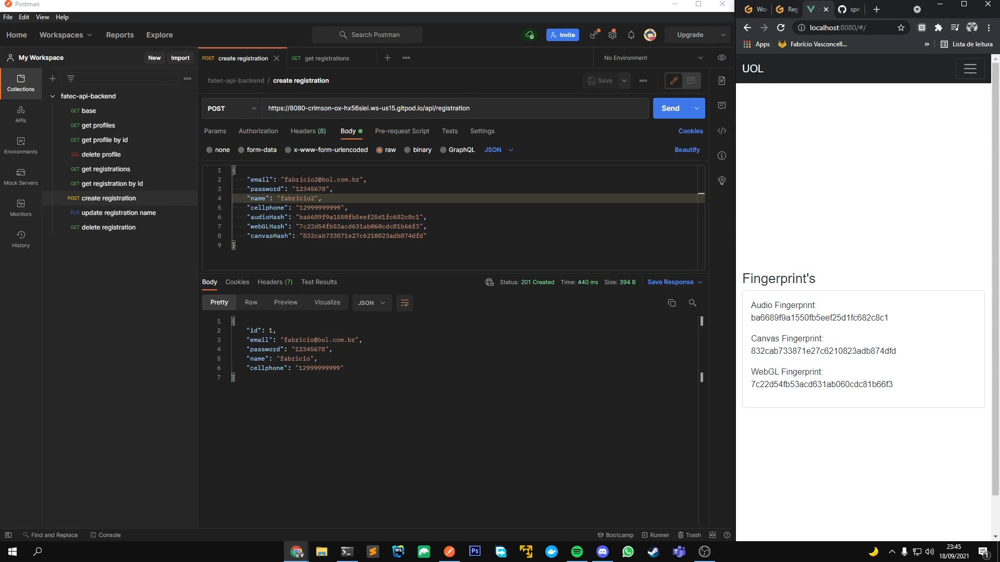 Postman
File Edit View Help
Home Workspaces Reports Explore
Search Postman
Invite
Upgrade
My Workspace
New Import
POST create registration
GET get registrations
No Environment
Collections
APIs
Environments
Mock Servers
Monitors
History
fatec-api-backend
GET base
GET get profiles
GET get profile by id
DEL delete profile
GET get registrations
GET get registration by id
POST create registration
PUT update registration name
GET delete registration
fatec-api-backend / create registration
Save
POST
https://8080-crimson-ox-hx56siei.ws-us15.gitpod.io/api/registration
Send
Params Authorization Headers (8) Body Pre-request Script Tests Settings
Cookies
none form-data x-www-form-urlencoded raw binary GraphQL JSON
Beautify
1 {
2 "email": "fabricio2@bol.com.br",
3 "password": "12345678",
4 "name": "fabricio2",
5 "cellphone": "12999999999",
6 "audioHash": "ba6689f9a1550fb5eef25d1fc682c8c1",
7 "webGLHash": "7c22d54fb53acd631ab060cdc81b66f3",
8 "canvasHash": "832cab733871e27c6210823adb874dfd"
9 }
Body Cookies Headers (7) Test Results
Status: 201 Created Time: 440 ms Size: 394 B
Save Response
Pretty Raw Preview Visualize JSON
1 {
2 "id": 1,
3 "email": "fabricio@bol.com.br",
4 "password": "12345678",
5 "name": "fabricio",
6 "cellphone": "12999999999"
7 }
Find and Replace Console
Bootcamp Runner Trash
Wo
Reg
spri
localhost:8080/#/
Apps
Fabrício Vasconcell...
»
Lista de leitura
UOL
Fingerprint's
Audio Fingerprint:
ba6689f9a1550fb5eef25d1fc682c8c1
Canvas Fingerprint:
832cab733871e27c6210823adb874dfd
WebGL Fingerprint:
7c22d54fb53acd631ab060cdc81b66f3
WS
Ps
23:45
18/09/2021
1